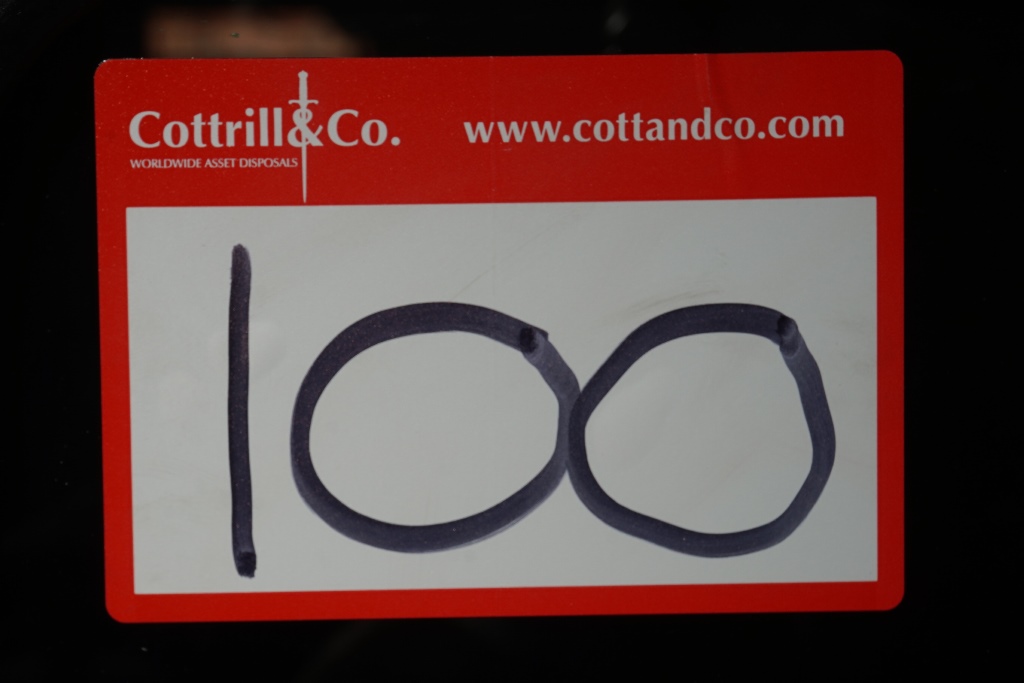 Cottrill&Co.
WORLDWIDE ASSET DISPOSALS
www.cottandco.com
100